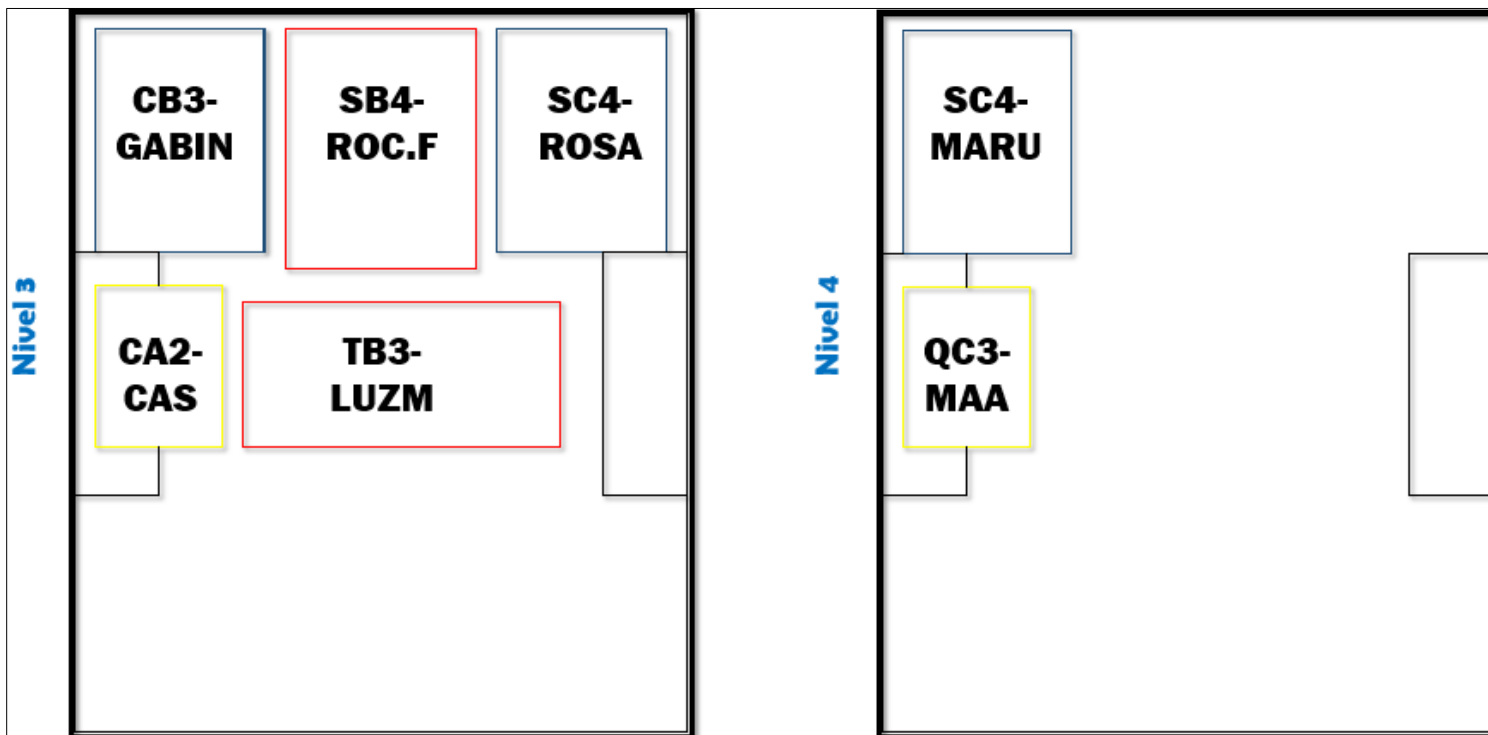 Nivel 3
CB3-
GABIN
SB4-
ROC.F
SC4-
ROSA
CA2-
CAS
TB3-
LUZM
Nivel 4
SC4-
MARU
QC3-
MAA